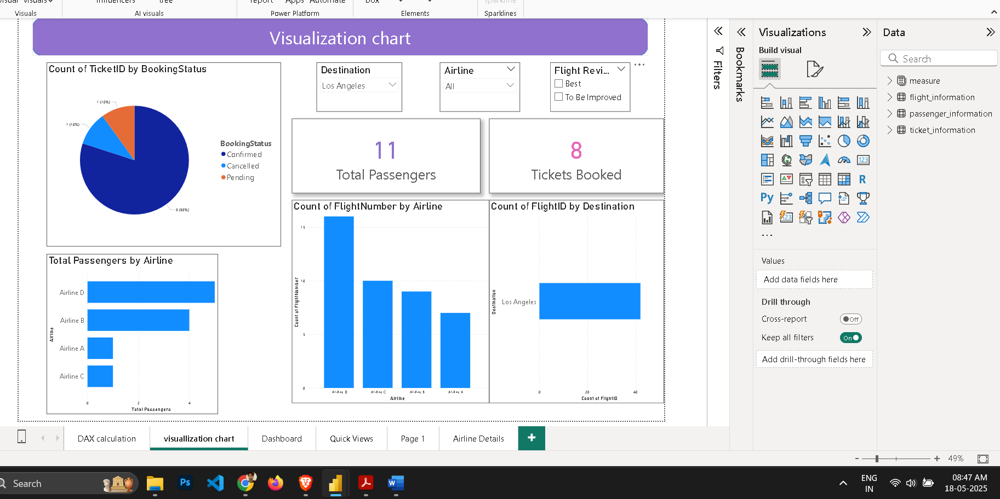 isual visuals
influencers
tree
report
Apps
Automate
box
sparkline
Visuals
AI visuals
Power Platform
Elements
Sparklines
Visualization chart
Count of TicketID by BookingStatus
1 (10%)
1 (10%)
8 (80%)
BookingStatus
Confirmed
Cancelled
Pending
Destination
Los Angeles
Airline
All
Flight Revi...
Best
To Be Improved
11
Total Passengers
8
Tickets Booked
Total Passengers by Airline
Airline
Airline D
Airline B
Airline A
Airline C
0
2
4
Total Passengers
Count of FlightNumber by Airline
Count of FlightNumber
15
10
5
0
Airline D
Airline C
Airline B
Airline A
Airline
Count of FlightID by Destination
Destination
Los Angeles
0
20
40
Count of FlightID
Filters
Bookmarks
Visualizations
Build visual
123
R
Py
123
...
Values
Add data fields here
Drill through
Cross-report
Off
Keep all filters
On
Add drill-through fields here
Data
Search
measure
flight_information
passenger_information
ticket_information
DAX calculation
visuallization chart
Dashboard
Quick Views
Page 1
Airline Details
+
- + 49%
Search
Ps
W
ENG
IN
08:47 AM
18-05-2025